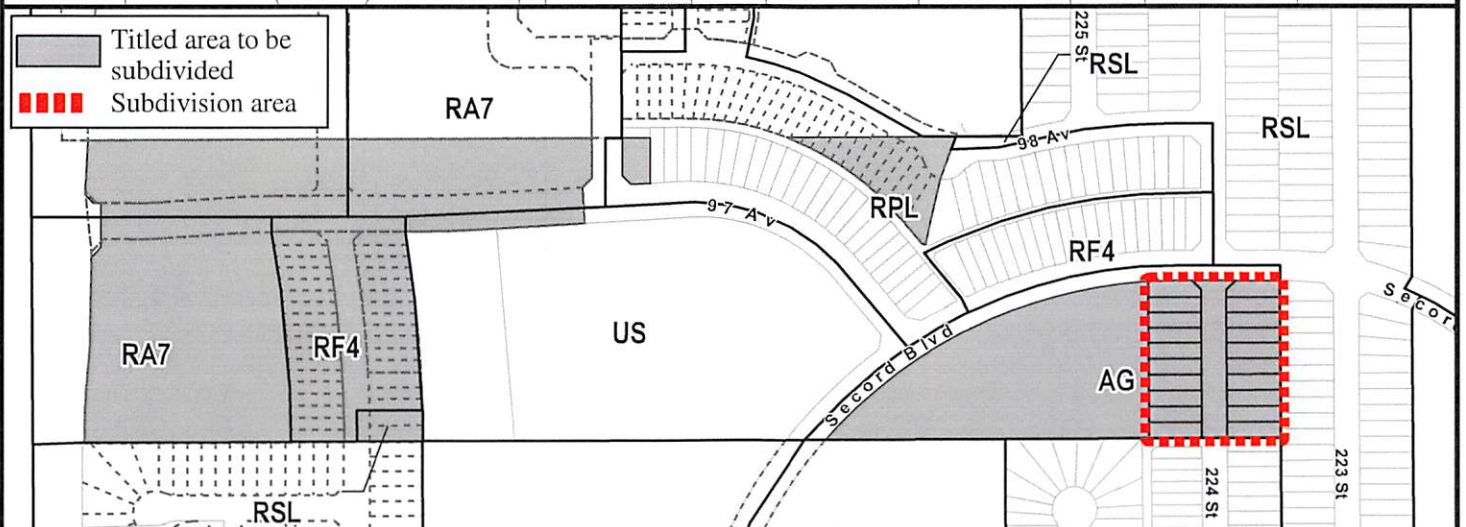 Titled area to be
subdivided
Subdivision area
RA7
225 St
RSL
RSL
98 Av
97 Av
RPL
RF4
RA7
RF4
US
Secord Blvd
AG
Secor
RSL
224 St
223 St